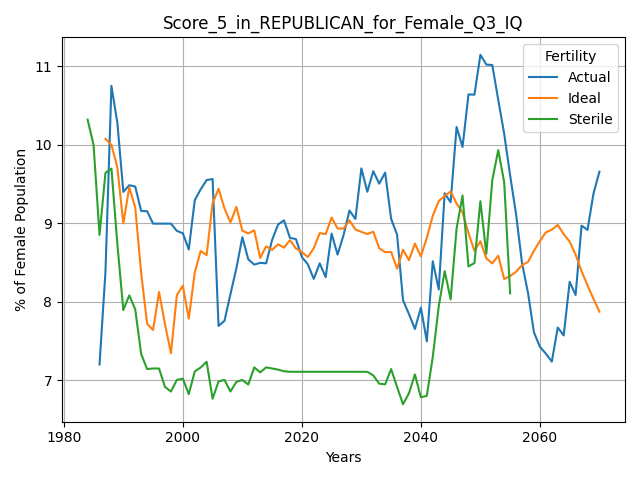 Score_5_in_REPUBLICAN_for_Female_Q3_IQ
Fertility
Actual
Ideal
Sterile
% of Female Population
11
10
9
8
7
1980
2000
2020
2040
2060
Years